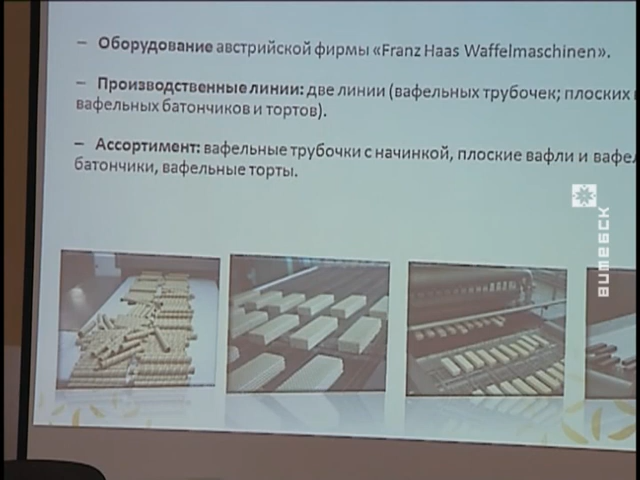 – Оборудование австрийской фирмы «Franz Haas Waffelmaschinen».
– Производственные линии: две линии (вафельных трубочек; плоских
вафельных батончиков и тортов).
– Ассортимент: вафельные трубочки с начинкой, плоские вафли и вафе
батончики, вафельные торты.
ВИТЕБСК